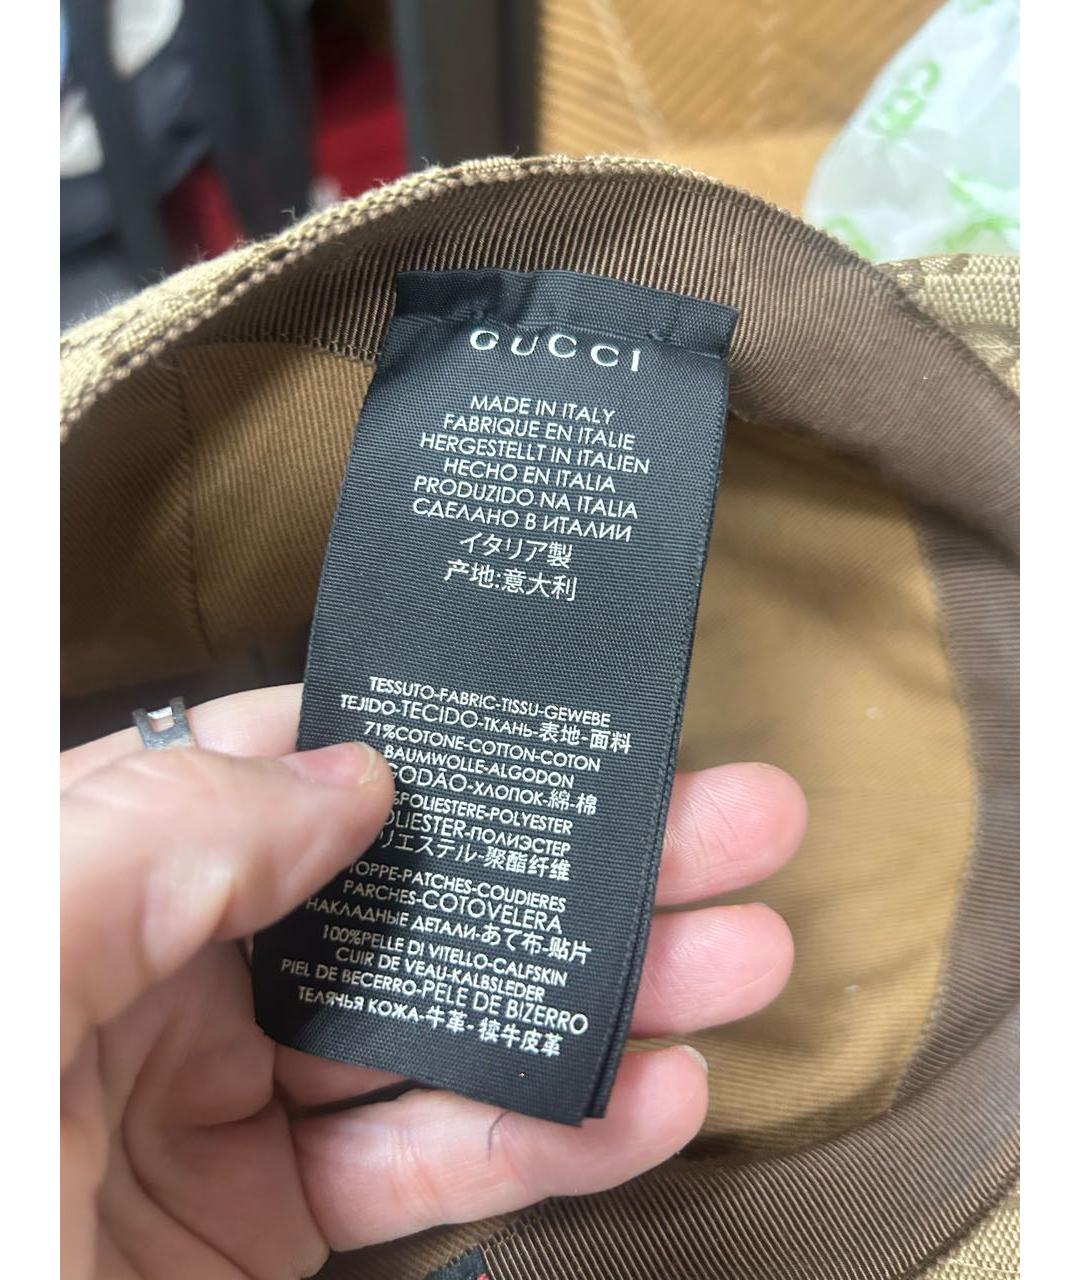 GUCCI
MADE IN ITALY
FABRIQUE EN ITALIE
HERGESTELLT IN ITALIEN
HECHO EN ITALIA
PRODUZIDO NA ITALIA
СДЕЛАНО В ИТАЛИИ
イタリア製
产地:意大利
TESSUTO-FABRIC-TISSU-GEWEBE
TEJIDO-TECIDO-ТКАНЬ-表地-面料
71%COTONE-COTTON-COTON
BAUMWOLLE-ALGODON
GODÃO-ХЛОПОК-綿-棉
%POLIESTERE-POLYESTER
OLIESTER-ПОЛИЭСТЕР
リエステル-聚酯纤维
TOPPE-PATCHES-COUDIERES
PARCHES-COTOVELERA
НАКЛАДНЫЕ ДЕТАЛИ-あて布-贴片
100%PELLE DI VITELLO-CALFSKIN
CUIR DE VEAU-KALBSLEDER
PIEL DE BECERRO-PELE DE BIZERRO
ТЕЛЯЧЬЯ КОЖА-牛革- 犊牛皮革